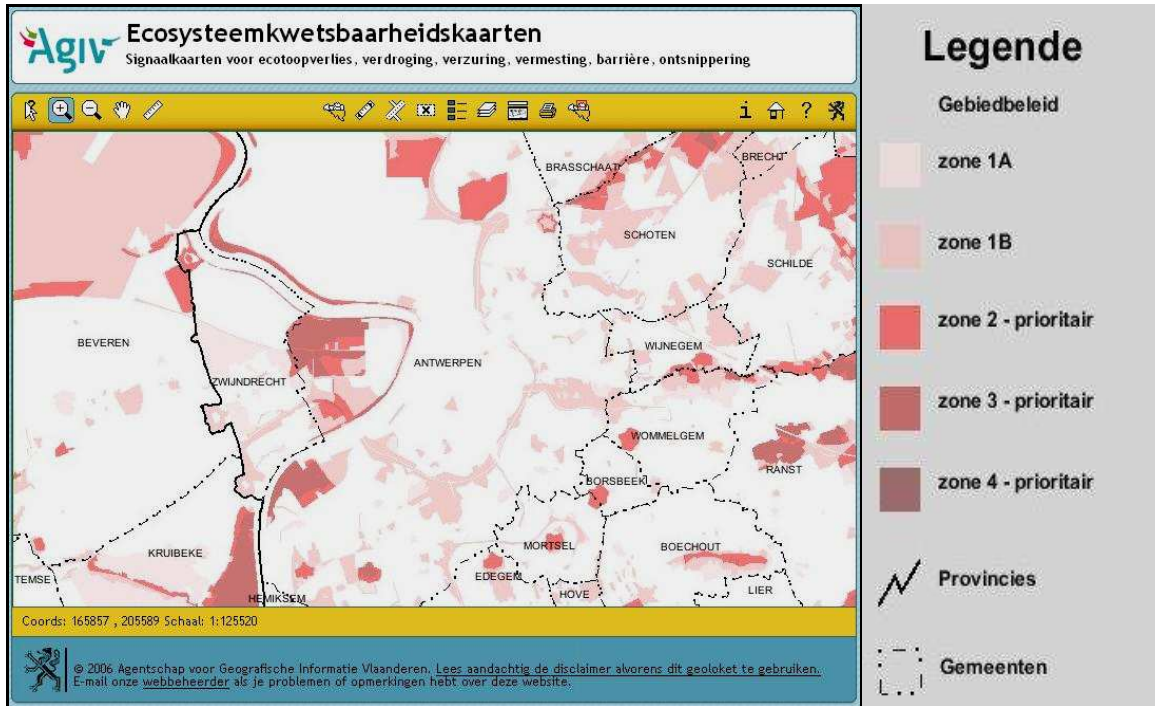 Agiv
Ecosysteemkwetsbaarheidskaarten
Signaalkaarten voor ecotoopverlies, verdroging, verzuring, vermesting, barrière, ontsnippering
i ?
BRASSCHAAT
BRECHT
SCHOTEN
SCHILDE
BEVEREN
WIJNEGEM
ANTWERPEN
ZWIJNDRECHT
WOMMELGEM
RANST
BORSBEEK
MORTSEL
BOECHOUT
KRUIBEKE
TEMSE
EDEGEM
HOVE
LIER
HEMIKSEM
Coords: 165857 , 205589 Schaal: 1:125520
© 2006 Agentschap voor Geografische Informatie Vlaanderen. Lees aandachtig de disclaimer alvorens dit geoloket te gebruiken.
E-mail onze webbeheerder als je problemen of opmerkingen hebt over deze website.
Legende
Gebiedbeleid
zone 1A
zone 1B
zone 2 - prioritair
zone 3 - prioritair
zone 4 - prioritair
Provincies
Gemeenten